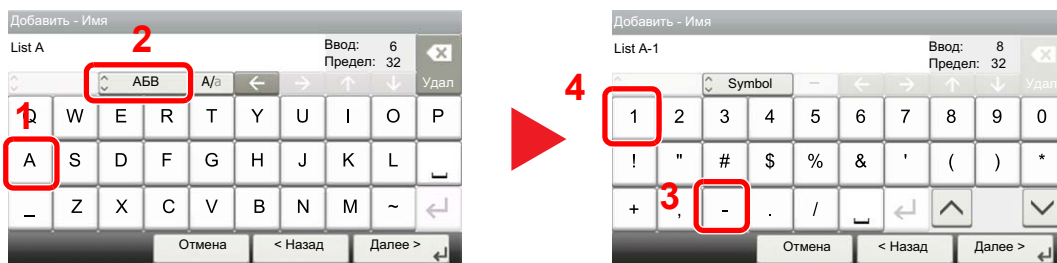 Добавить - Имя
2
List A
Ввод: 6
Предел: 32
АБВ
A/a
Удал
1
Q W E R T Y U I O P
A S D F G H J K L
_ Z X C V B N M ~
Отмена < Назад Далее >
Добавить - Имя
List A-1
Ввод: 8
Предел: 32
4
Symbol
Удал
1 2 3 4 5 6 7 8 9 0
! " # $ % & ' ( ) *
3
+ , - . /
Отмена < Назад Далее >